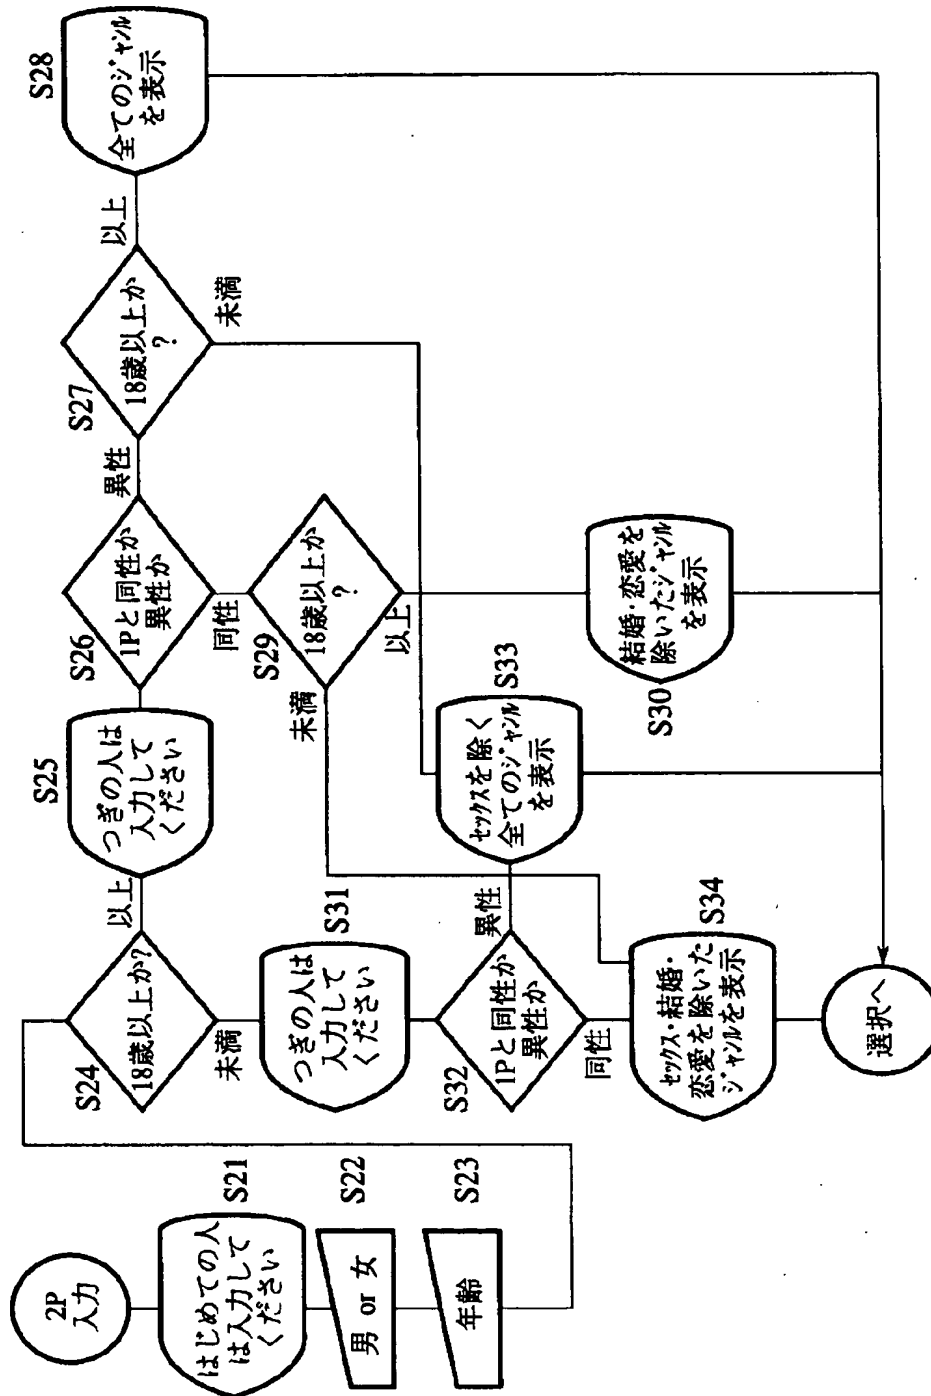 2P
入力
はじめての人
は入力して
ください
S21
男 or 女
S22
年齢
S23
S24
18歳以上か?
以上
未満
S25
つぎの人は
入力して
ください
S26
1Pと同性か
異性か
異性
同性
S27
18歳以上か
?
以上
未満
S28
全てのジャンル
を表示
S29
18歳以上か
?
未満
以上
S30
結婚・恋愛を
除いたジャンル
を表示
S31
つぎの人は
入力して
ください
S32
1Pと同性か
異性か
異性
同性
S33
セックスを除く
全てのジャンル
を表示
S34
セックス・結婚・
恋愛を除いた
ジャンルを表示
選択へ